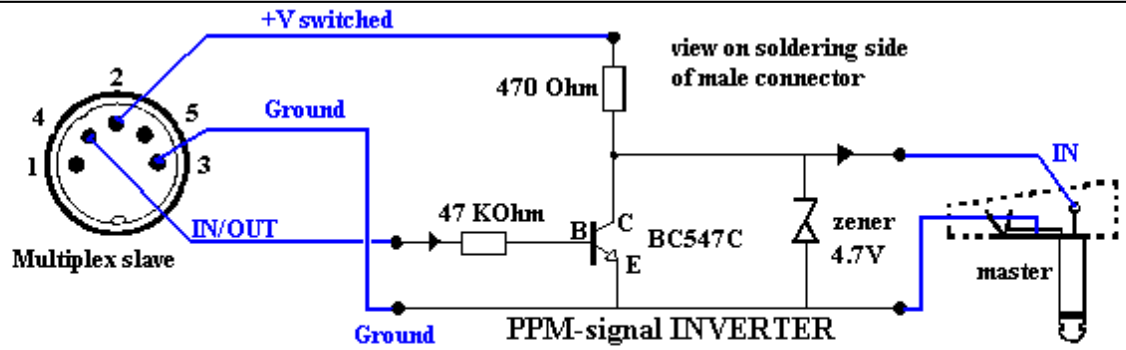 +V switched
view on soldering side
of male connector
2
470 Ohm
4
5
Ground
1
3
IN
47 KOhm
IN/OUT
B
C
BC547C
zener
4.7V
E
Multiplex slave
master
Ground
PPM-signal INVERTER